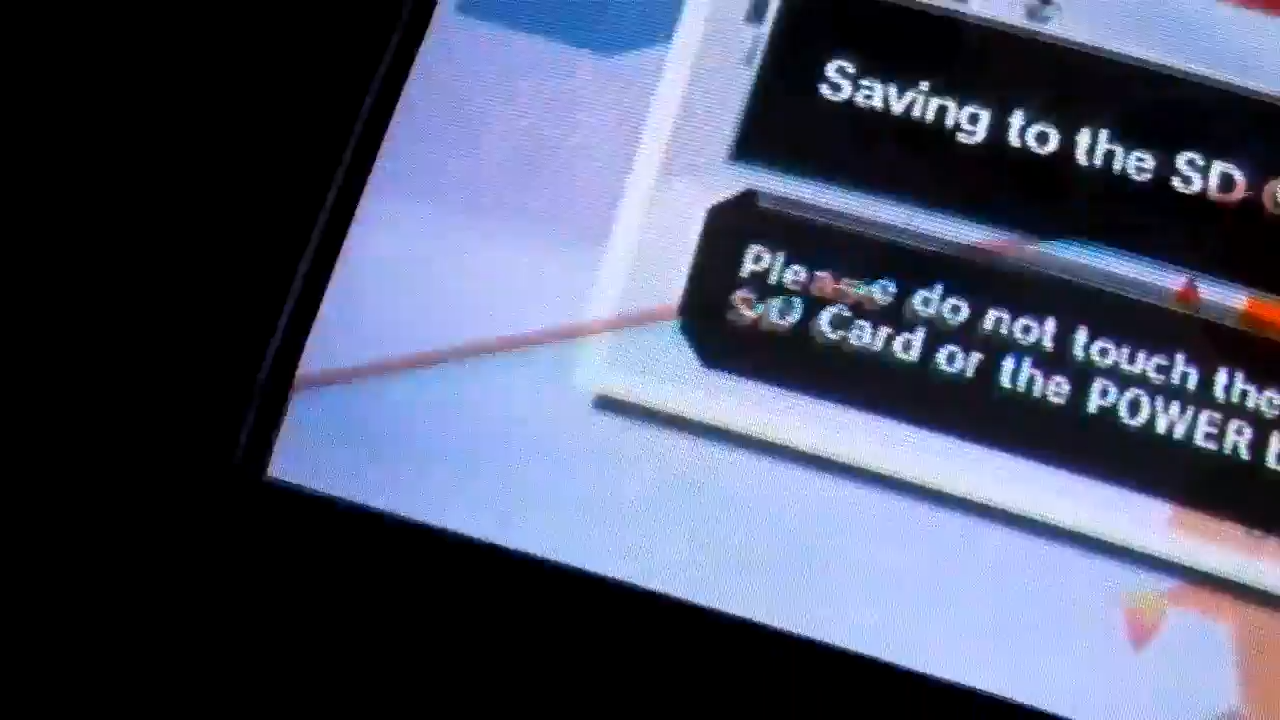 Saving to the SD
Please do not touch the
SD Card or the POWER